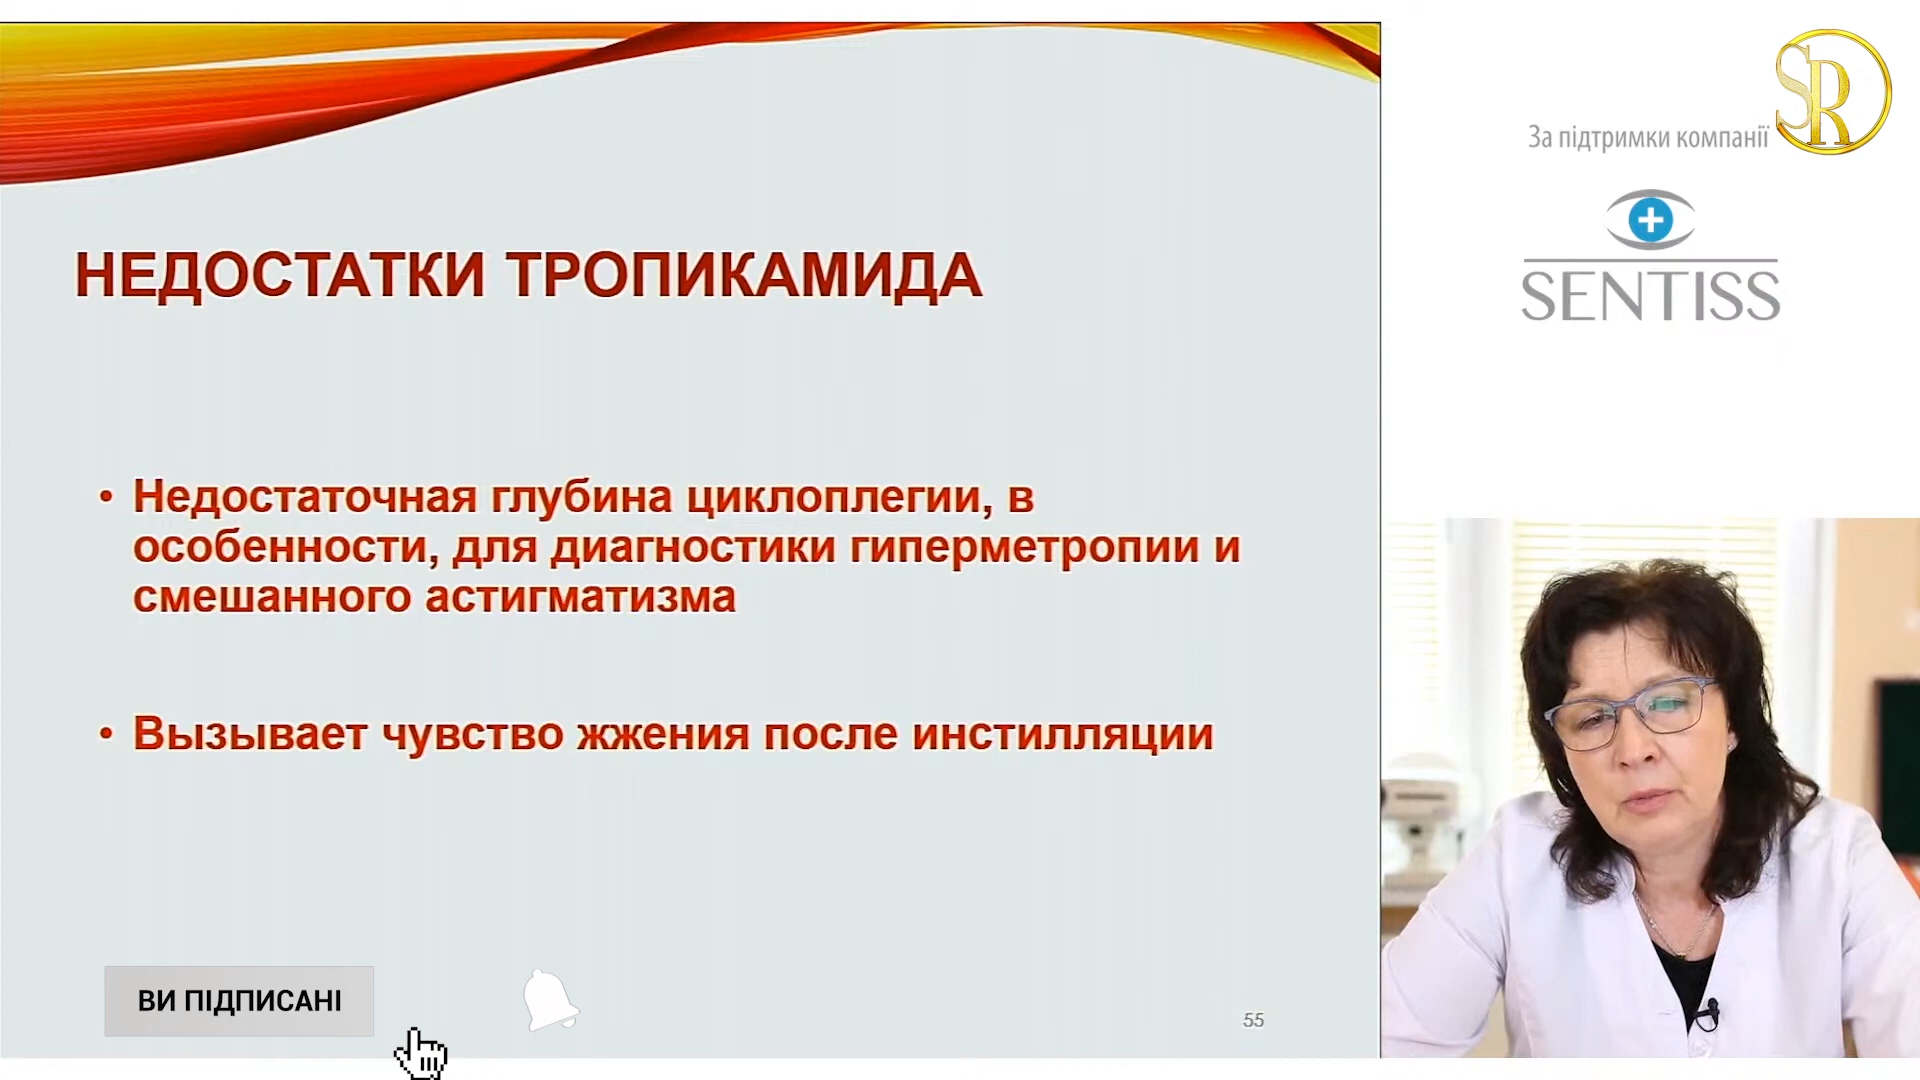 НЕДОСТАТКИ ТРОПИКАМИДА
• Недостаточная глубина циклоплегии, в
особенности, для диагностики гиперметропии и
смешанного астигматизма
• Вызывает чувство жжения после инстилляции
ВИ ПІДПИСАНІ
55
За підтримки компанії
SR
SENTISS